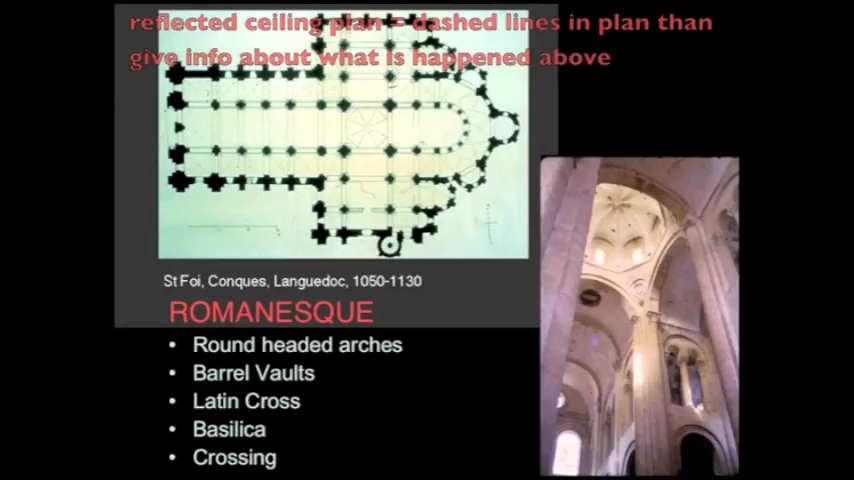 reflected ceiling plan = dashed lines in plan than
give info about what is happened above
St Foi, Conques, Languedoc, 1050-1130
ROMANESQUE
• Round headed arches
• Barrel Vaults
• Latin Cross
• Basilica
• Crossing